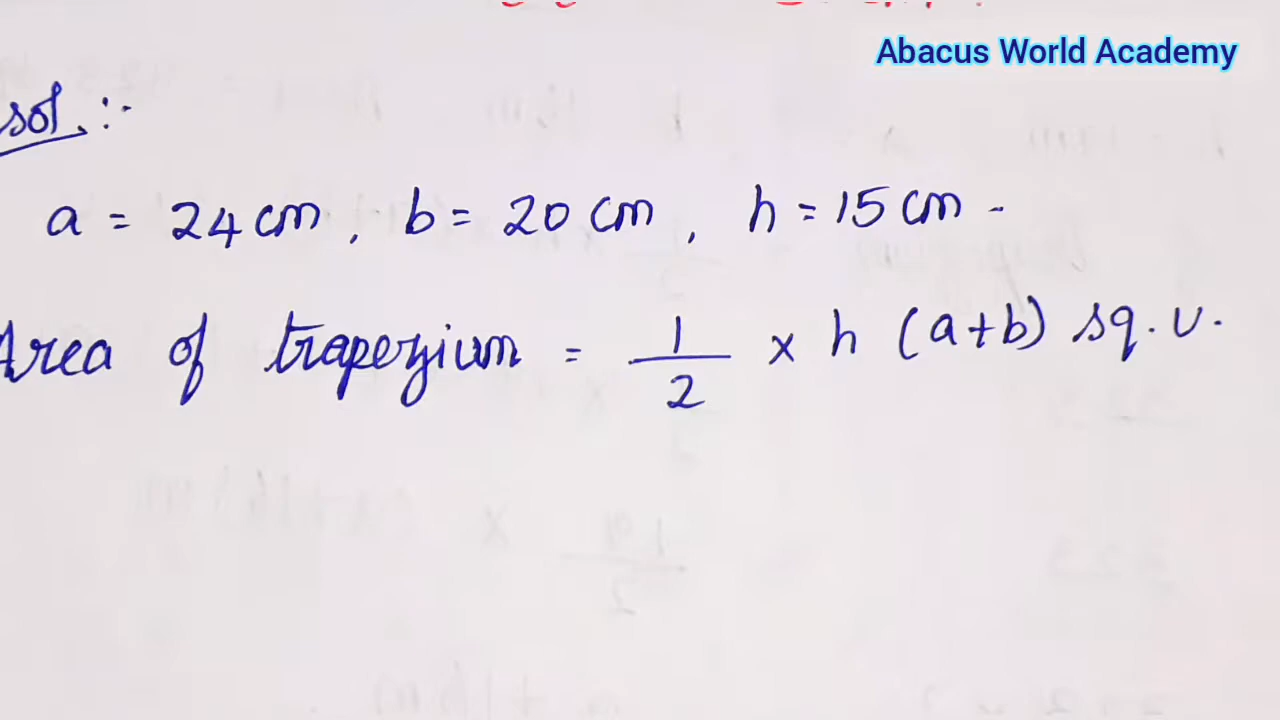 Abacus World Academy
sol :-
a = 24 cm, b = 20 cm, h = 15 cm -
Area of trapezium = 1/2 × h (a+b) sq. u.